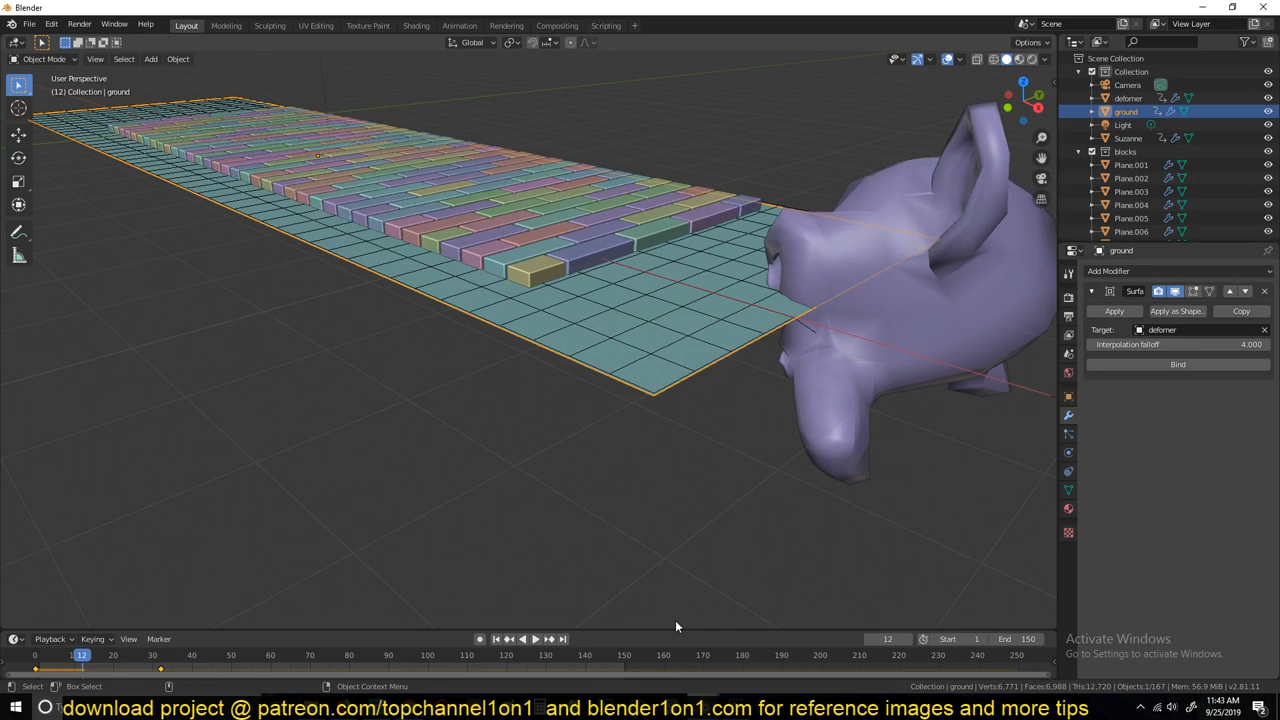 Blender
File Edit Render Window Help Layout Modeling Sculpting UV Editing Texture Paint Shading Animation Rendering Compositing Scripting + Scene View Layer
Global Options
Object Mode View Select Add Object
User Perspective
(12) Collection | ground
Scene Collection
Collection
Camera
deforner
ground
Light
Suzanne
blocks
Plane.001
Plane.002
Plane.003
Plane.004
Plane.005
Plane.006
ground
Add Modifier
Surfa
Apply Apply as Shape.. Copy
Target: deforner
Interpolation falloff 4.000
Bind
Z
Y
X
Playback Keying View Marker 12 Start 1 End 150
0 12 20 30 40 50 60 70 80 90 100 110 120 130 140 150 160 170 180 190 200 210 220 230 240 250
Activate Windows
Go to Settings to activate Windows.
Select Box Select Object Context Menu Collection | ground | Verts:6,771 | Faces:6,988 | Tris:12,720 | Objects:1/167 | Mem: 56.9 MiB | v2.81.11
download project @ patreon.com/topchannel1on1 and blender1on1.com for reference images and more tips
11:43 AM
9/25/2019